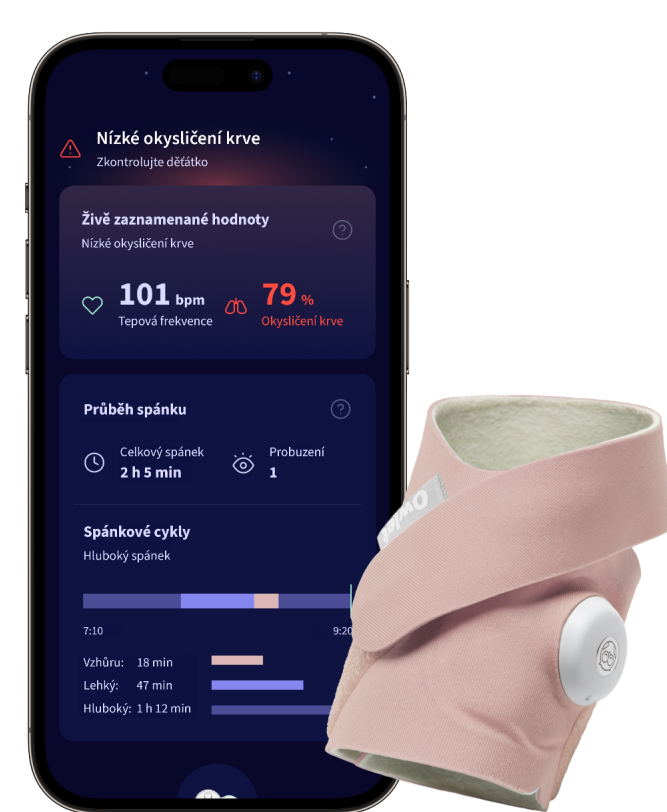 Nízké okysličení krve
Zkontrolujte děťátko
Živě zaznamenané hodnoty
Nízké okysličení krve
101 bpm
Tepová frekvence
79 %
Okysličení krve
Průběh spánku
Celkový spánek
2 h 5 min
Probuzení
1
Spánkové cykly
Hluboký spánek
7:10
9:20
Vzhůru: 18 min
Lehký: 47 min
Hluboký: 1 h 12 min
Owlet